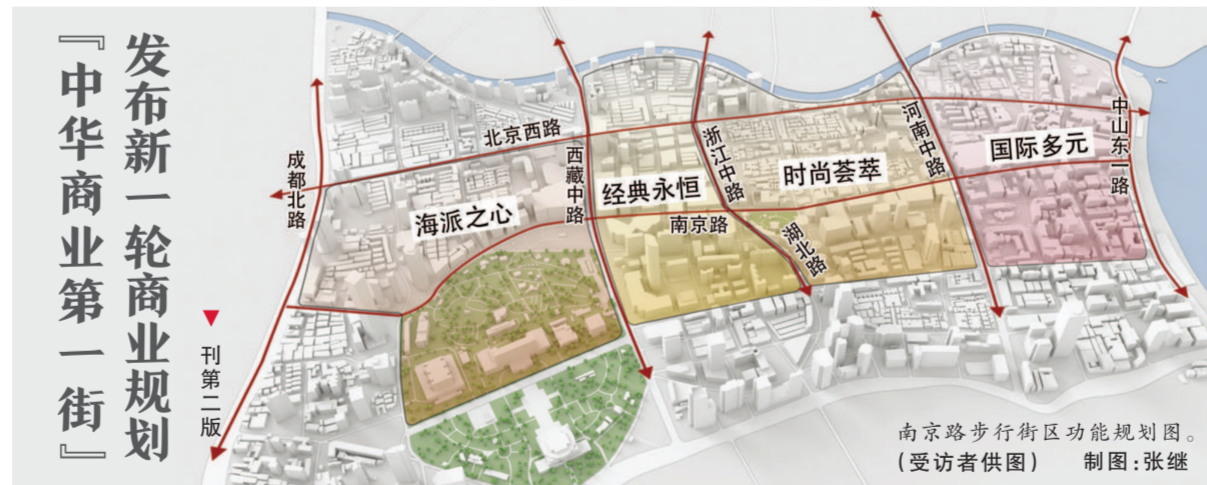 『中华商业第一街』
发布新一轮商业规划
▼刊第二版
成都北路
北京西路
西藏中路
浙江中路
河南中路
中山东一路
海派之心
经典永恒
时尚荟萃
国际多元
南京路
湖北路
南京路步行街区功能规划图。
(受访者供图) 制图:张继